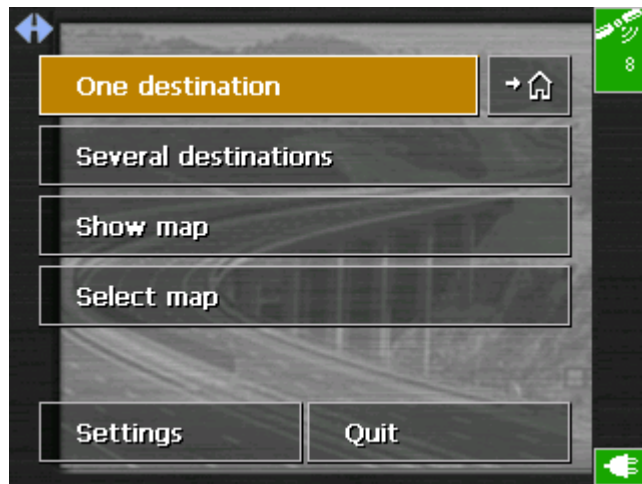 8
One destination
Several destinations
Show map
Select map
Settings Quit